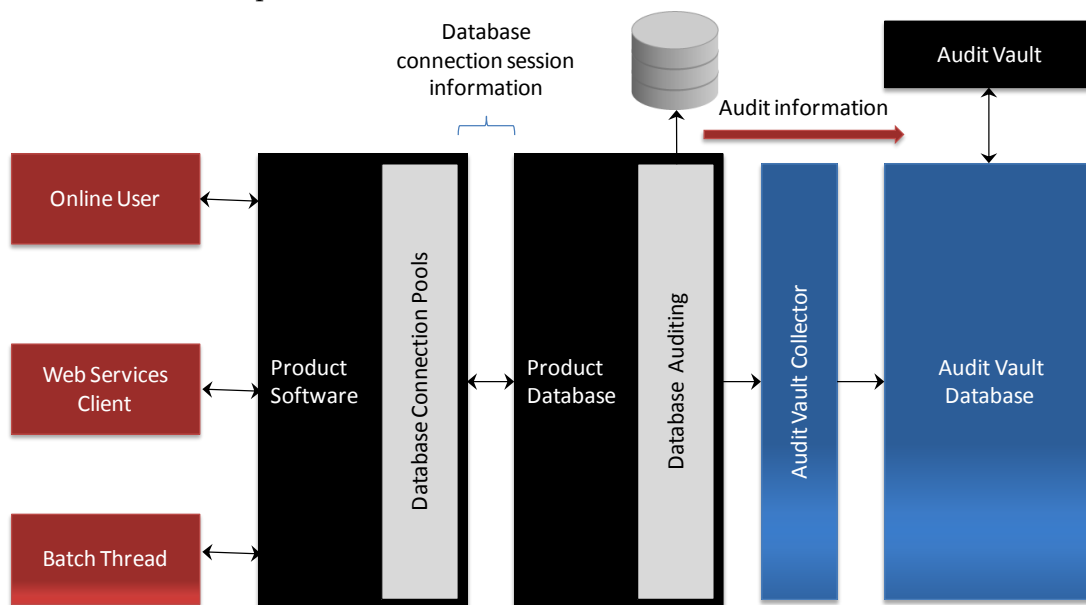 Database
connection session
information
Audit Vault
Audit information
Online User
Web Services
Client
Batch Thread
Product
Software
Database Connection Pools
Product
Database
Database Auditing
Audit Vault Collector
Audit Vault
Database